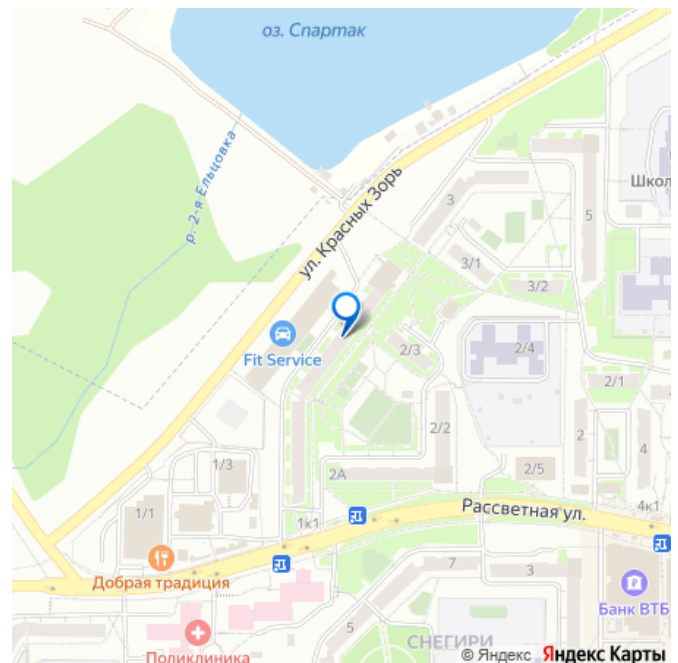 оз. Спартак
р. 2-я Ельцовка
ул. Красных Зорь
Школ
3
5
3/1
3/2
Fit Service
2/3
2/4
2/1
2/2
2
4
1/3
2А
2/5
1/1
1к1
Рассветная ул.
4к1
Добрая традиция
7
3
Банк ВТБ
5
СНЕГИРИ
Поликлиника
© Яндекс Яндекс Карты